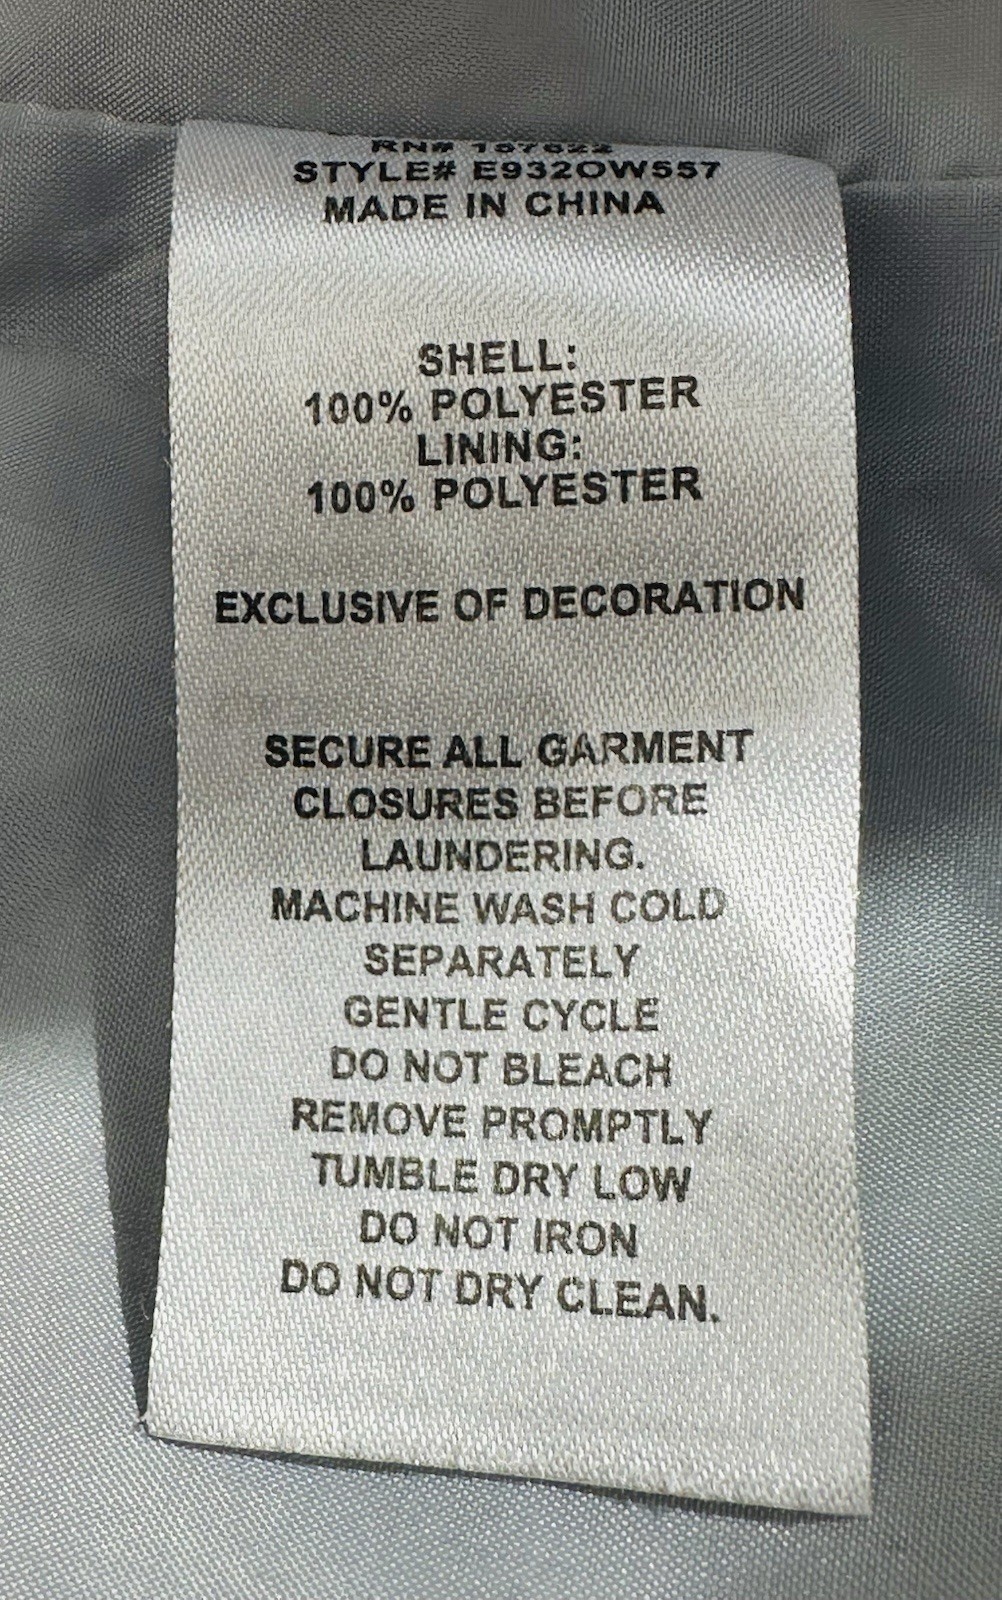 RN# 157622
STYLE# E932OW557
MADE IN CHINA
SHELL:
100% POLYESTER
LINING:
100% POLYESTER
EXCLUSIVE OF DECORATION
SECURE ALL GARMENT
CLOSURES BEFORE
LAUNDERING.
MACHINE WASH COLD
SEPARATELY
GENTLE CYCLE
DO NOT BLEACH
REMOVE PROMPTLY
TUMBLE DRY LOW
DO NOT IRON
DO NOT DRY CLEAN.